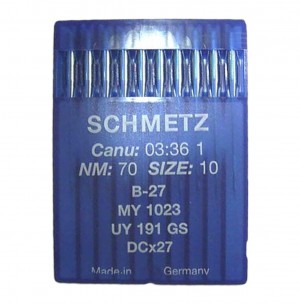 SCHMETZ
Canu: 03:36 1
NM: 70 SIZE: 10
B-27
MY 1023
UY 191 GS
DCx27
Made in Germany